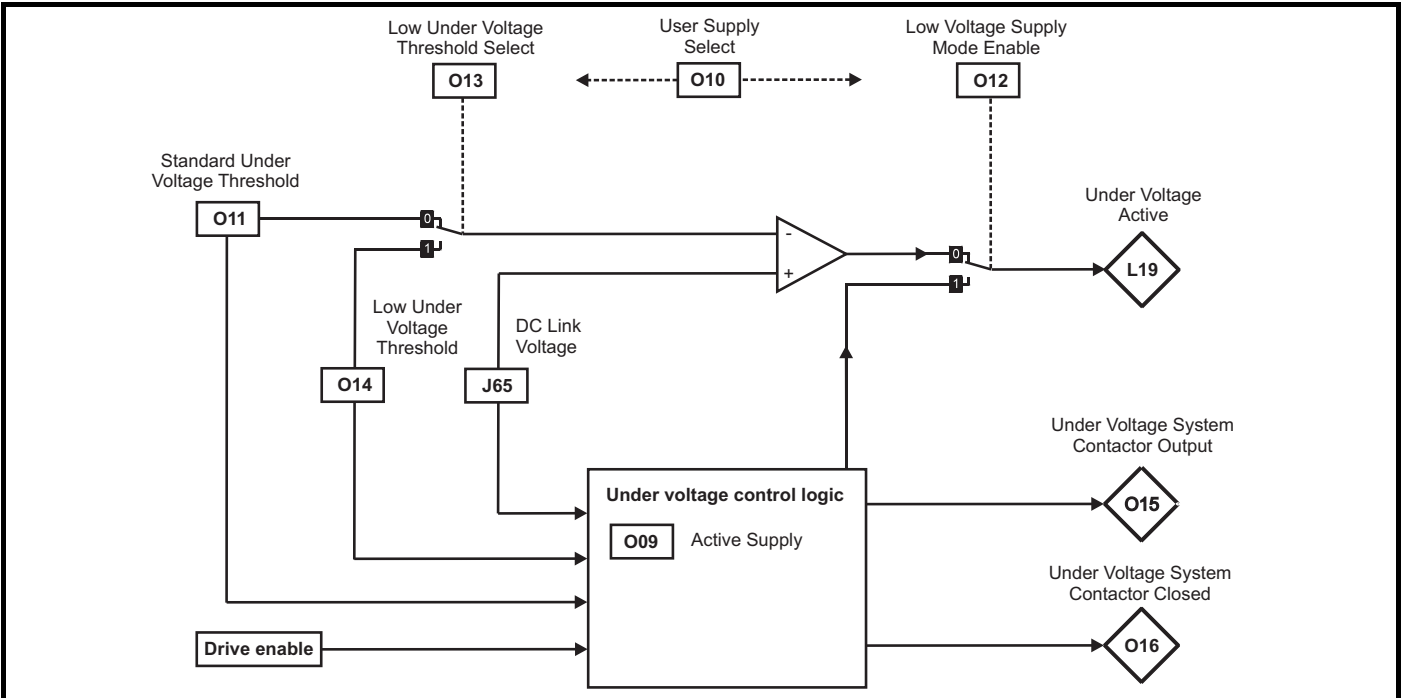 Low Under Voltage
Threshold Select
O13
User Supply
Select
O10
Low Voltage Supply
Mode Enable
O12
Standard Under
Voltage Threshold
O11
0
1
-
+
0
1
Under Voltage
Active
L19
Low Under
Voltage
Threshold
O14
DC Link
Voltage
J65
Under voltage control logic
O09
Active Supply
Under Voltage System
Contactor Output
O15
Under Voltage System
Contactor Closed
O16
Drive enable